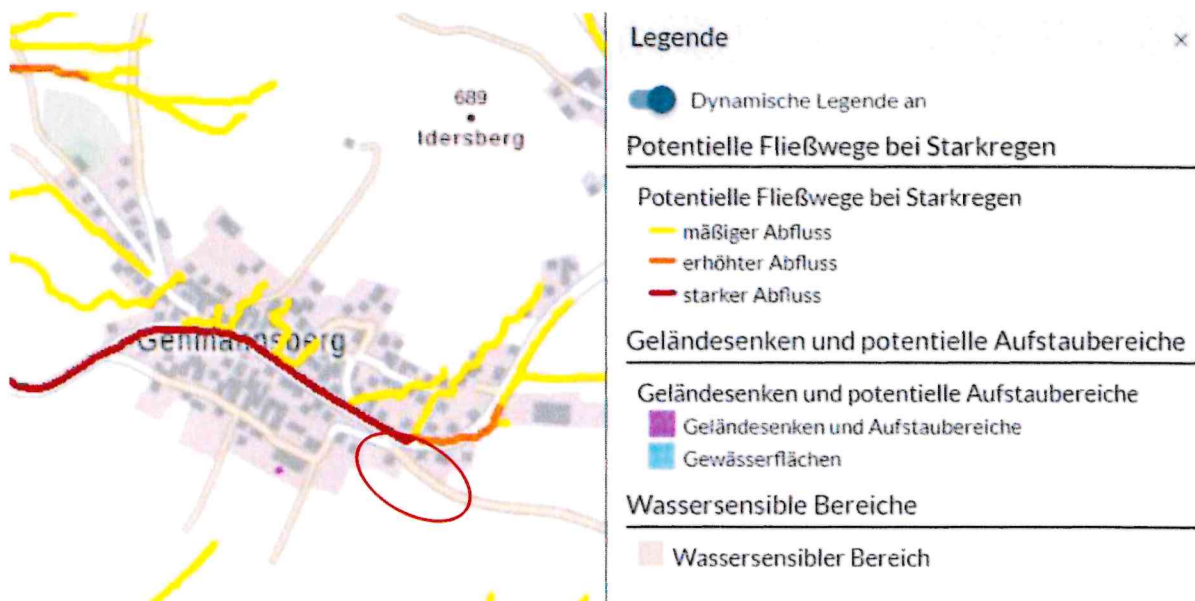 689
Idersberg
Gehmannsberg
Legende
×
Dynamische Legende an
Potentielle Fließwege bei Starkregen
Potentielle Fließwege bei Starkregen
mäßiger Abfluss
erhöhter Abfluss
starker Abfluss
Geländesenken und potentielle Aufstaubereiche
Geländesenken und potentielle Aufstaubereiche
Geländesenken und Aufstaubereiche
Gewässerflächen
Wassersensible Bereiche
Wassersensibler Bereich